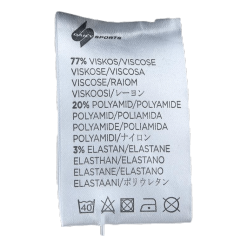 DAILY SPORTS
77% VISKOS/VISCOSE
VISKOSE/VISCOSA
VISCOSE/RAIOM
VISKOOSI/レーヨン
20% POLYAMID/POLYAMIDE
POLYAMID/POLIAMIDA
POLYAMIDE/POLIAMIDA
POLYAMIDI/ナイロン
3% ELASTAN/ELASTANE
ELASTHAN/ELASTANO
ELASTANE/ELASTANO
ELASTAANI/ポリウレタン
40